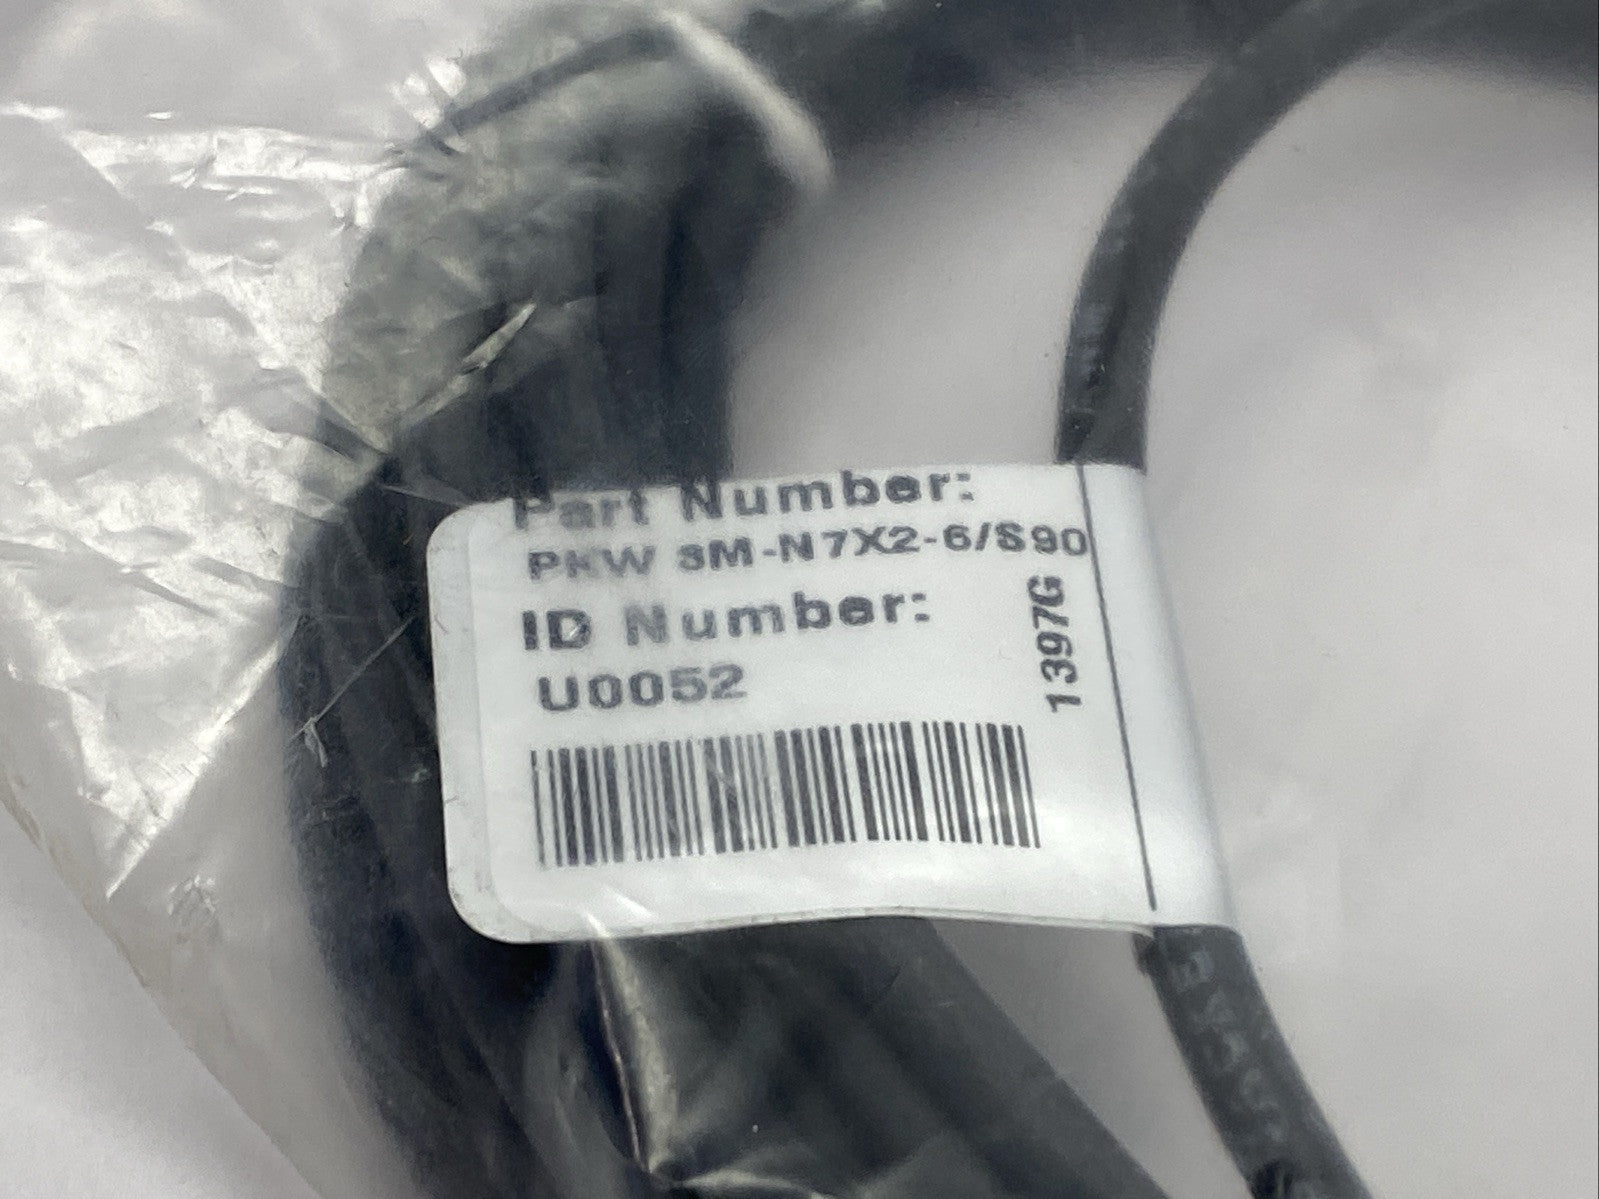 Part Number:
PKW 3M-N7X2-6/S90
ID Number:
U0052
1397G